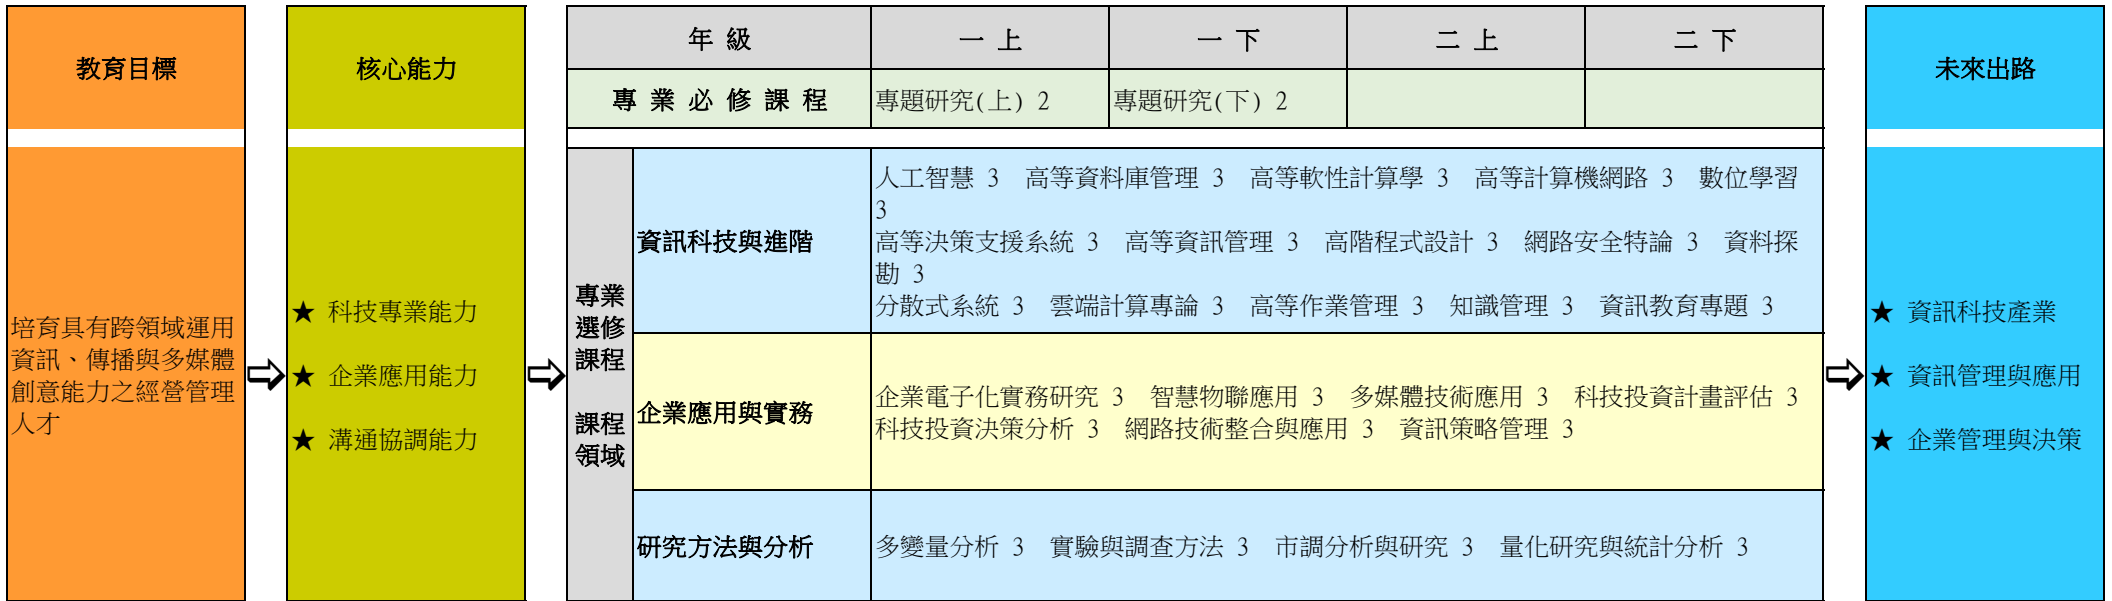 教育目標
培育具有跨領域運用
資訊、傳播與多媒體
創意能力之經營管理
人才
核心能力
★ 科技專業能力
★ 企業應用能力
★ 溝通協調能力
年 級
一 上
一 下
二 上
二 下
專 業 必 修 課 程
專題研究(上) 2
專題研究(下) 2
專業
選修
課程
課程
領域
資訊科技與進階
人工智慧 3 高等資料庫管理 3 高等軟性計算學 3 高等計算機網路 3 數位學習
3
高等決策支援系統 3 高等資訊管理 3 高階程式設計 3 網路安全特論 3 資料探
勘 3
分散式系統 3 雲端計算專論 3 高等作業管理 3 知識管理 3 資訊教育專題 3
企業應用與實務
企業電子化實務研究 3 智慧物聯應用 3 多媒體技術應用 3 科技投資計畫評估 3
科技投資決策分析 3 網路技術整合與應用 3 資訊策略管理 3
研究方法與分析
多變量分析 3 實驗與調查方法 3 市調分析與研究 3 量化研究與統計分析 3
未來出路
★ 資訊科技產業
★ 資訊管理與應用
★ 企業管理與決策